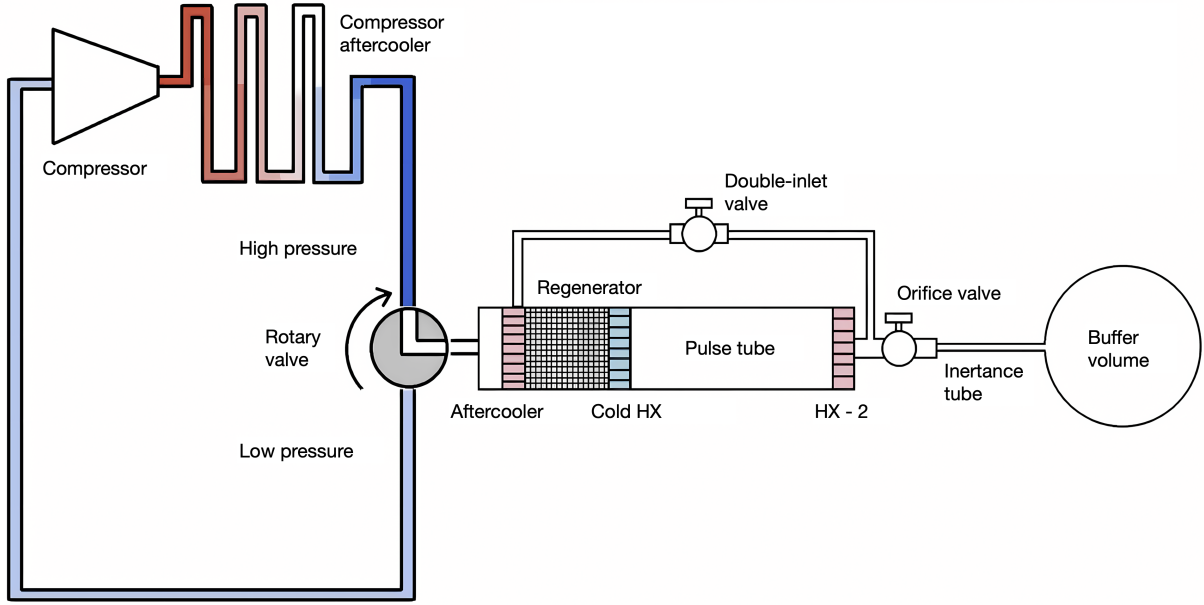 Compressor
aftercooler
Compressor
Double-inlet
valve
High pressure
Regenerator
Orifice valve
Rotary
valve
Pulse tube
Buffer
volume
Inertance
tube
Aftercooler
Cold HX
HX - 2
Low pressure